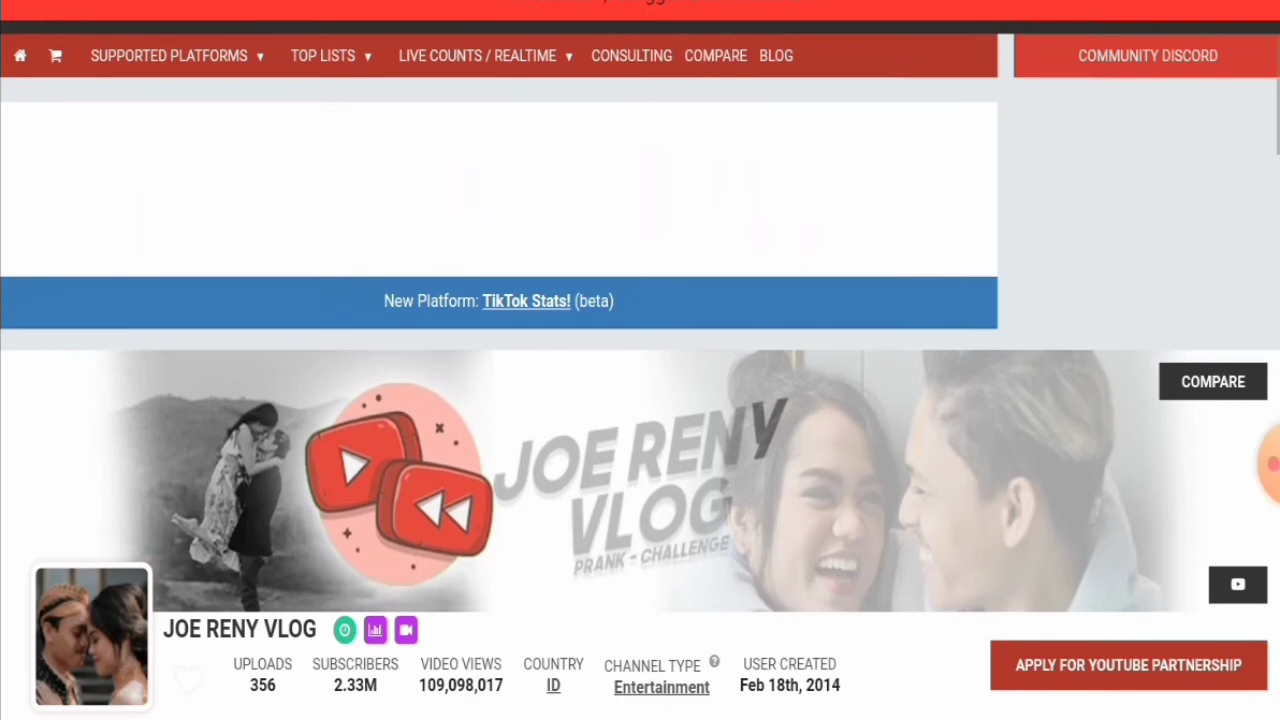 SUPPORTED PLATFORMS ▼ TOP LISTS ▼ LIVE COUNTS / REALTIME ▼ CONSULTING COMPARE BLOG COMMUNITY DISCORD
New Platform: TikTok Stats! (beta)
COMPARE
JOE RENY
VLOG
PRANK - CHALLENGE
JOE RENY VLOG
UPLOADS SUBSCRIBERS VIDEO VIEWS COUNTRY CHANNEL TYPE USER CREATED
356 2.33M 109,098,017 ID Entertainment Feb 18th, 2014
APPLY FOR YOUTUBE PARTNERSHIP